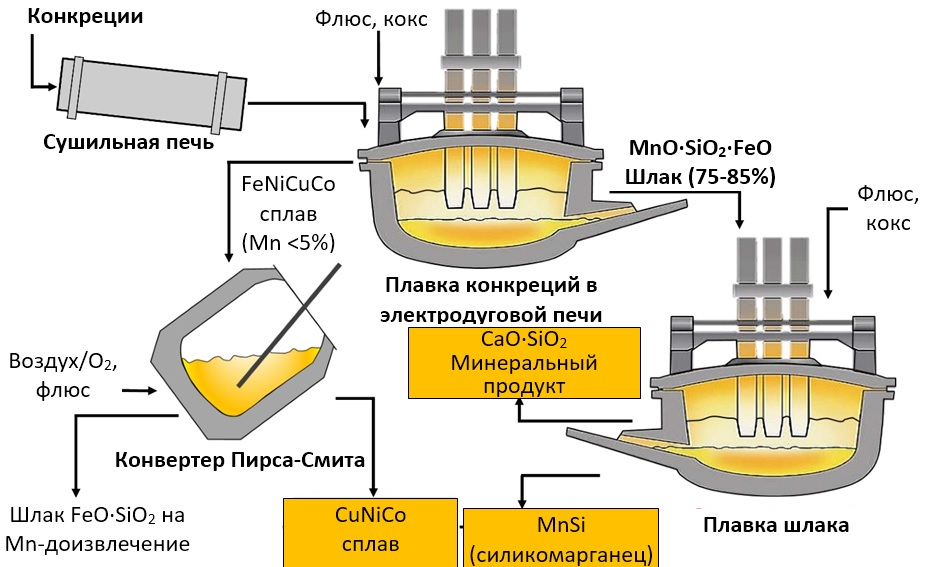 Конкреции
Флюс, кокс
Сушильная печь
MnO·SiO₂·FeO
Шлак (75-85%)
FeNiCuCo
сплав
(Mn <5%)
Флюс,
кокс
Плавка конкреций в
электродуговой печи
CaO·SiO₂
Минеральный
продукт
Воздух/O₂,
флюс
Конвертер Пирса-Смита
Шлак FeO·SiO₂ на
Mn-доизвлечение
CuNiCo
сплав
MnSi
(силикомарганец)
Плавка шлака